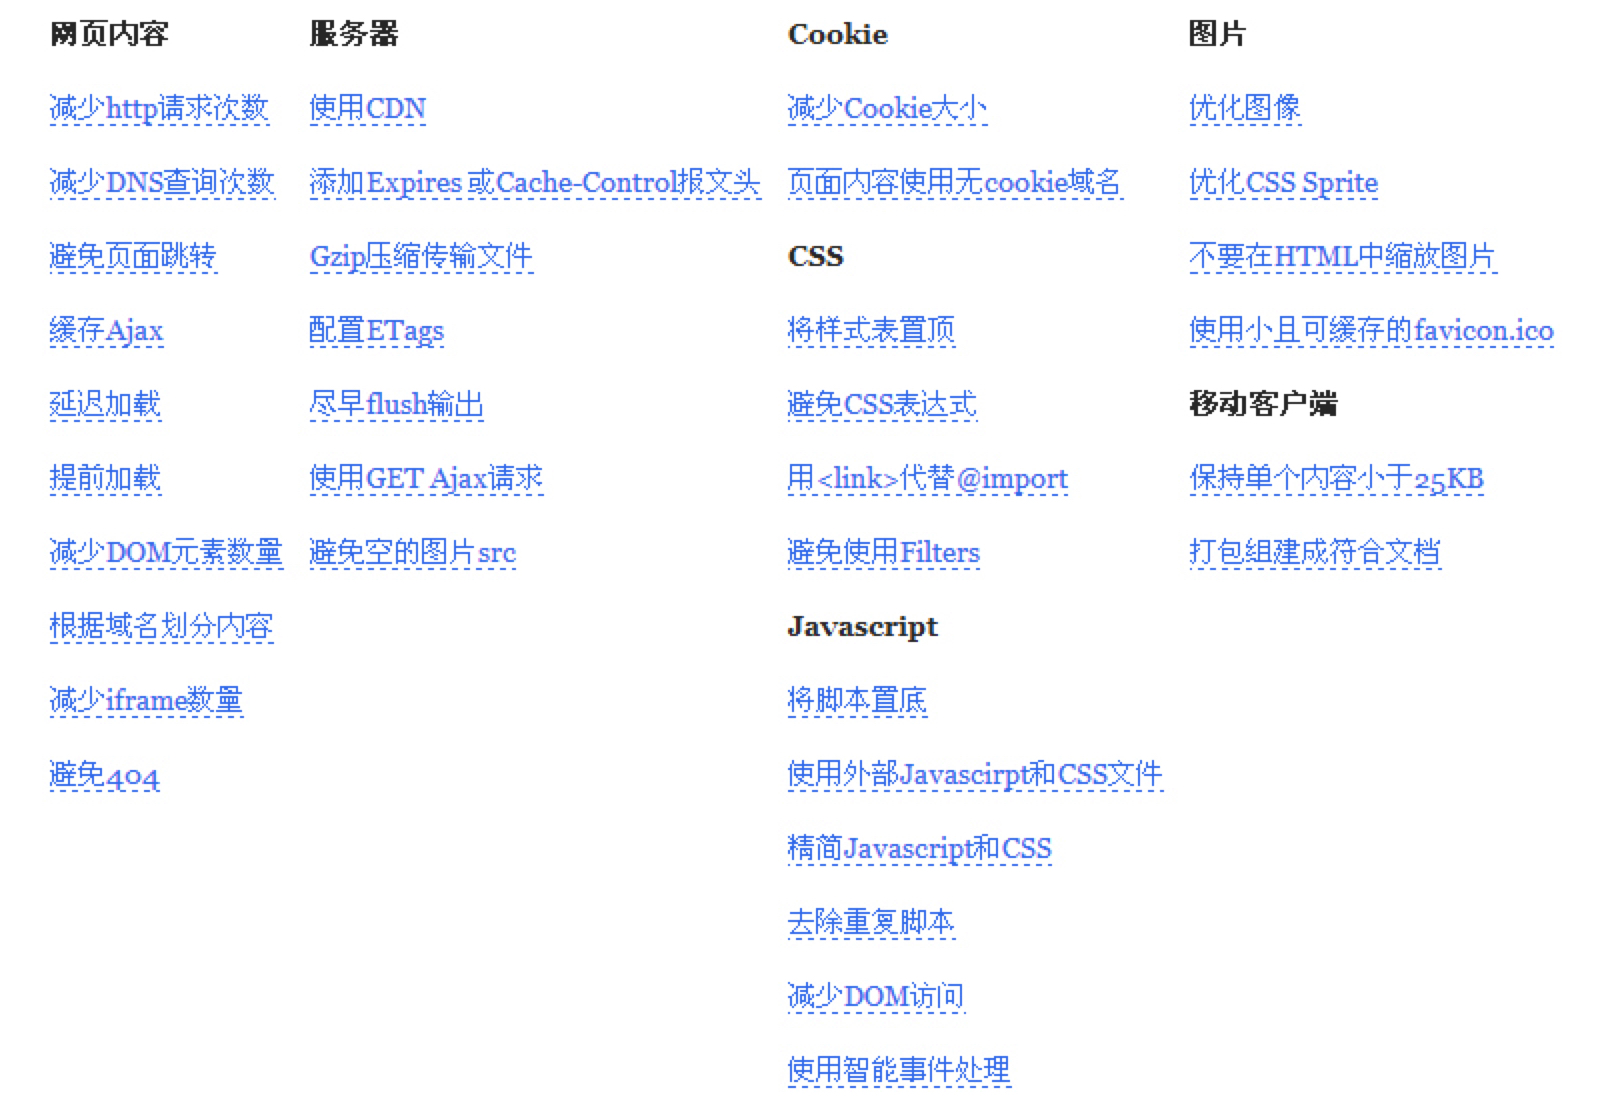 网页内容
减少http请求次数
减少DNS查询次数
避免页面跳转
缓存Ajax
延迟加载
提前加载
减少DOM元素数量
根据域名划分内容
减少iframe数量
避免404
服务器
使用CDN
添加Expires 或Cache-Control报文头
Gzip压缩传输文件
配置ETags
尽早flush输出
使用GET Ajax请求
避免空的图片src
Cookie
减少Cookie大小
页面内容使用无cookie域名
CSS
将样式表置顶
避免CSS表达式
用<link>代替@import
避免使用Filters
Javascript
将脚本置底
使用外部Javascirpt和CSS文件
精简Javascript和CSS
去除重复脚本
减少DOM访问
使用智能事件处理
图片
优化图像
优化CSS Sprite
不要在HTML中缩放图片
使用小且可缓存的favicon.ico
移动客户端
保持单个内容小于25KB
打包组建成符合文档